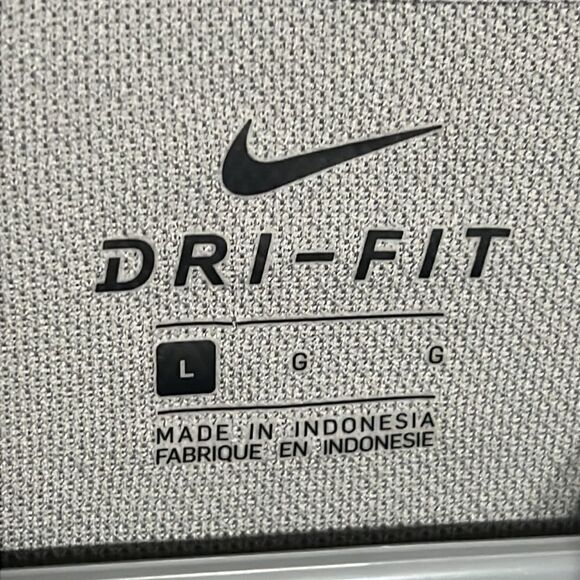 DRI-FIT
L G G
MADE IN INDONESIA
FABRIQUE EN INDONESIE